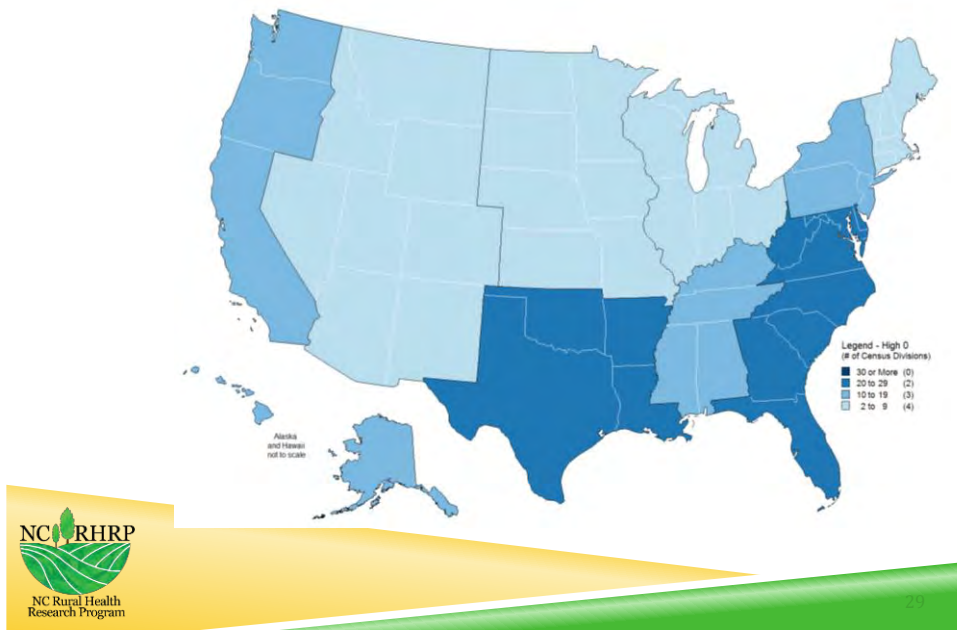 Legend - High 0
(# of Census Divisions)
30 or More (0)
20 to 29 (2)
10 to 19 (3)
2 to 9 (4)
Alaska
and Hawaii
not to scale
NC RHRP
NC Rural Health
Research Program
29